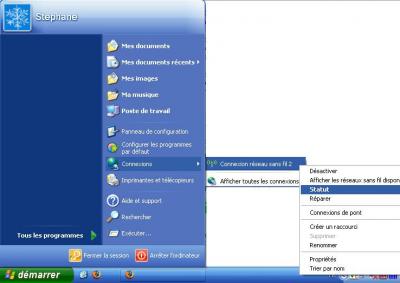 Stephane
Mes documents
Mes documents récents
Mes images
Ma musique
Poste de travail
Panneau de configuration
Configurer les programmes
par défaut
Connexions
Connexion réseau sans fil 2
Imprimantes et télécopieurs
Afficher toutes les connexions
Désactiver
Afficher les réseaux sans fil
Statut
Réparer
Connexions de pont
Créer un raccourci
Supprimer
Renommer
Propriétés
Trier par nom
Aide et support
Rechercher
Exécuter...
Tous les programmes
Fermer la session
Arrêter l'ordinateur
démarrer